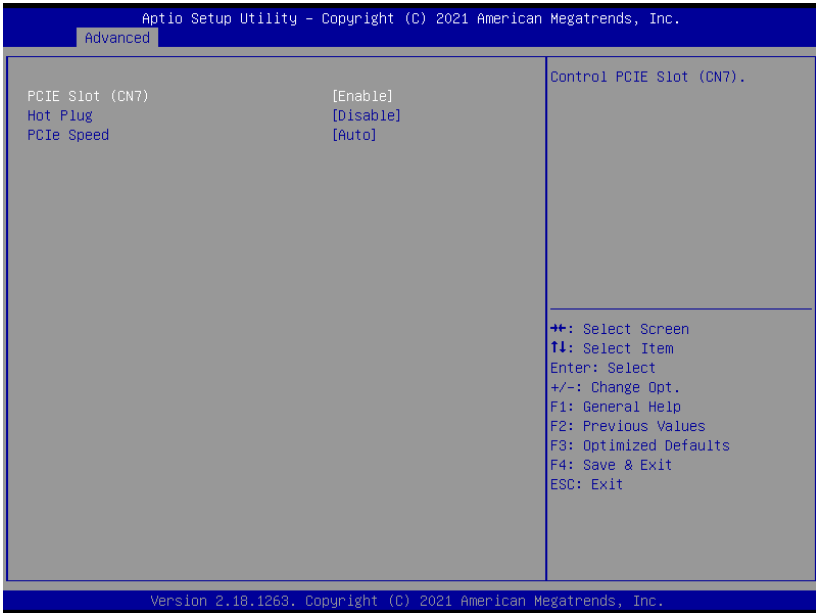 Aptio Setup Utility – Copyright (C) 2021 American Megatrends, Inc.
Advanced
PCIE Slot (CN7) [Enable]
Hot Plug [Disable]
PCIe Speed [Auto]
Control PCIE Slot (CN7).
→←: Select Screen
↑↓: Select Item
Enter: Select
+/-: Change Opt.
F1: General Help
F2: Previous Values
F3: Optimized Defaults
F4: Save & Exit
ESC: Exit
Version 2.18.1263. Copyright (C) 2021 American Megatrends, Inc.